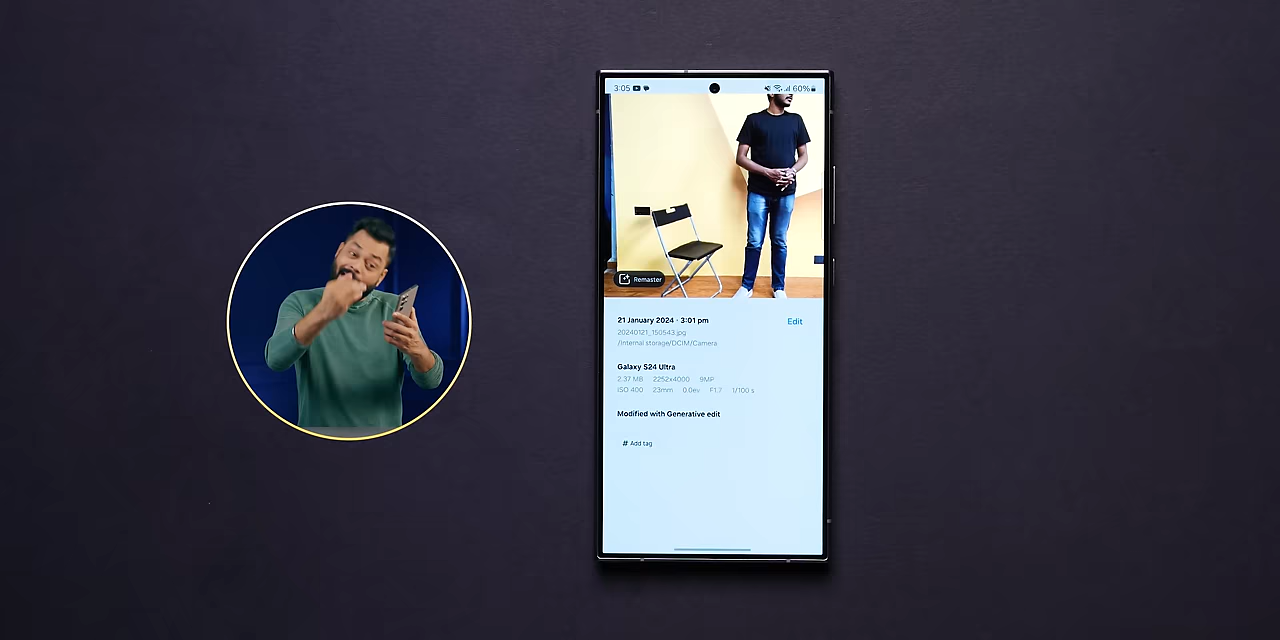 3:05 60%
Remaster
21 January 2024 · 3:01 pm Edit
20240121_150543.jpg
/Internal storage/DCIM/Camera
Galaxy S24 Ultra
2.37 MB 2252x4000 9MP
ISO 400 23mm 0.0ev F1.7 1/100 s
Modified with Generative edit
# Add tag